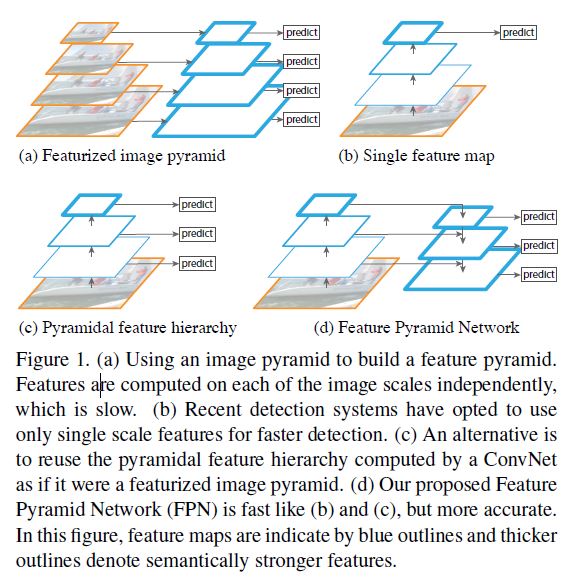 predict
predict
predict
predict
predict
(a) Featurized image pyramid
(b) Single feature map
predict
predict
predict
predict
predict
predict
(c) Pyramidal feature hierarchy
(d) Feature Pyramid Network
Figure 1. (a) Using an image pyramid to build a feature pyramid.
Features are computed on each of the image scales independently,
which is slow. (b) Recent detection systems have opted to use
only single scale features for faster detection. (c) An alternative is
to reuse the pyramidal feature hierarchy computed by a ConvNet
as if it were a featurized image pyramid. (d) Our proposed Feature
Pyramid Network (FPN) is fast like (b) and (c), but more accurate.
In this figure, feature maps are indicate by blue outlines and thicker
outlines denote semantically stronger features.